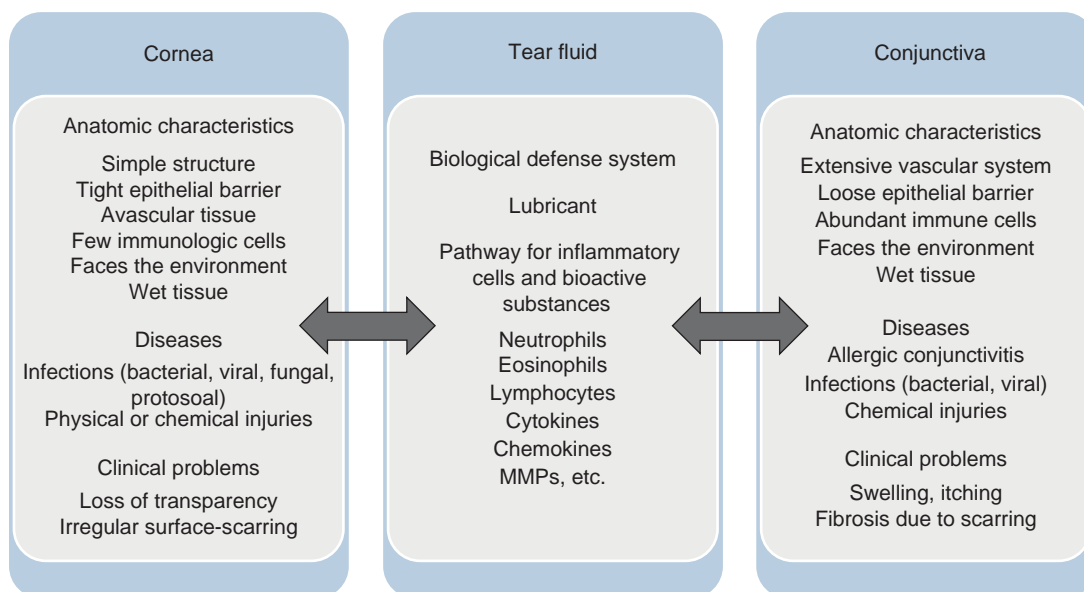 Cornea
Anatomic characteristics
Simple structure
Tight epithelial barrier
Avascular tissue
Few immunologic cells
Faces the environment
Wet tissue
Diseases
Infections (bacterial, viral, fungal,
protosoal)
Physical or chemical injuries
Clinical problems
Loss of transparency
Irregular surface-scarring
Tear fluid
Biological defense system
Lubricant
Pathway for inflammatory
cells and bioactive
substances
Neutrophils
Eosinophils
Lymphocytes
Cytokines
Chemokines
MMPs, etc.
Conjunctiva
Anatomic characteristics
Extensive vascular system
Loose epithelial barrier
Abundant immune cells
Faces the environment
Wet tissue
Diseases
Allergic conjunctivitis
Infections (bacterial, viral)
Chemical injuries
Clinical problems
Swelling, itching
Fibrosis due to scarring